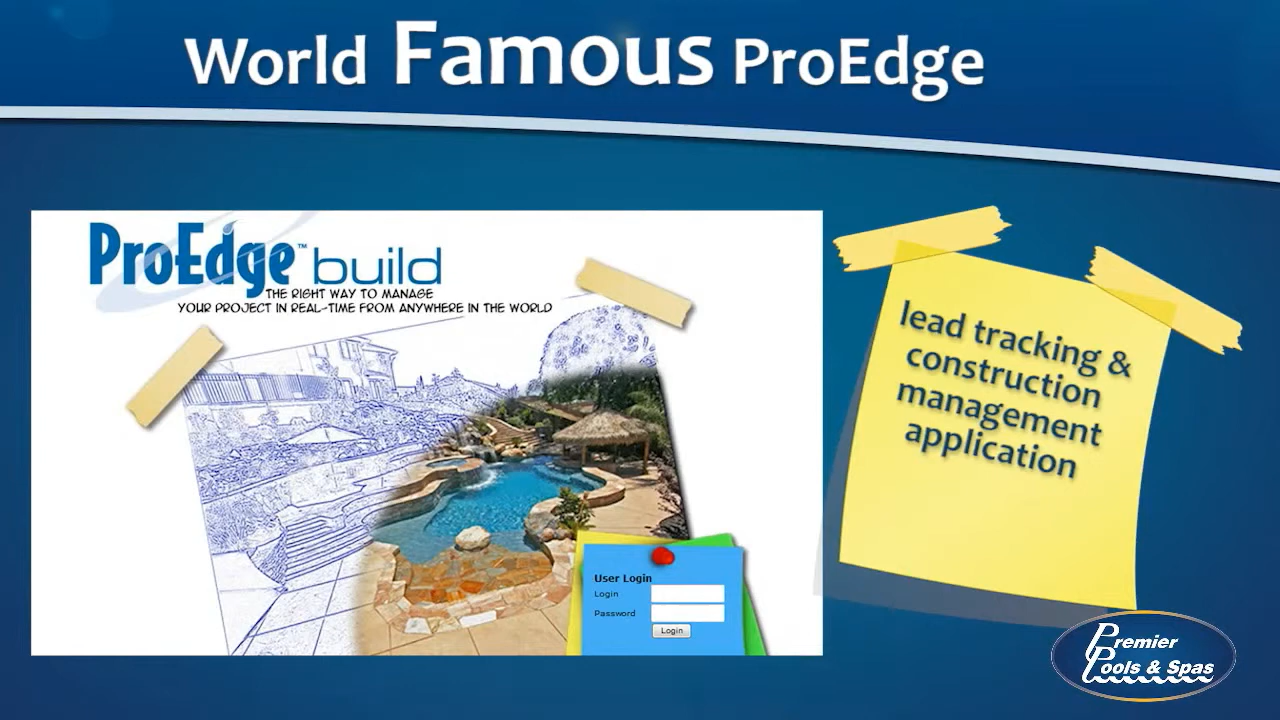 World Famous ProEdge
ProEdge™ build
THE RIGHT WAY TO MANAGE
YOUR PROJECT IN REAL-TIME FROM ANYWHERE IN THE WORLD
lead tracking &
construction
management
application
User Login
Login
Password
Login
Premier
Pools & Spas